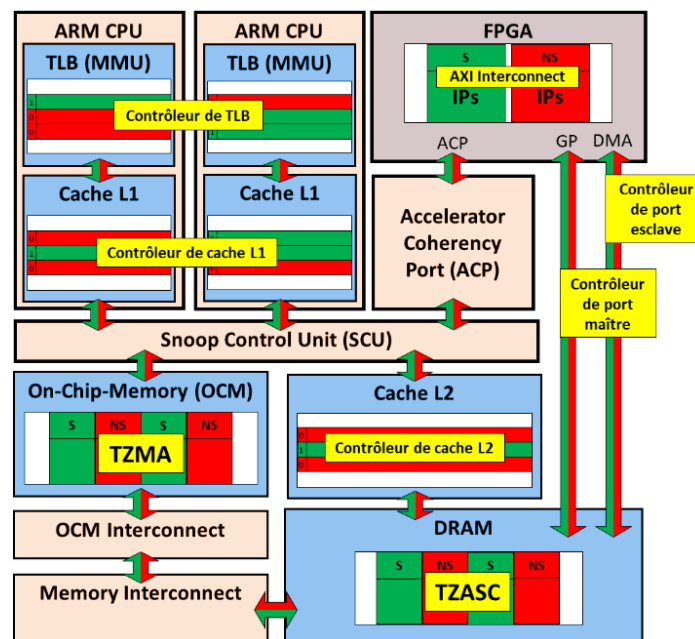 ARM CPU
TLB (MMU)
1
0
0
Contrôleur de TLB
Cache L1
0
1
0
Contrôleur de cache L1
ARM CPU
TLB (MMU)
1
Cache L1
0
FPGA
S
NS
AXI Interconnect
IPs
IPs
ACP
GP
DMA
Contrôleur
de port
esclave
Accelerator
Coherency
Port (ACP)
Contrôleur
de port
maître
Snoop Control Unit (SCU)
On-Chip-Memory (OCM)
S
NS
S
NS
TZMA
Cache L2
0
1
0
Contrôleur de cache L2
OCM Interconnect
DRAM
S
NS
S
NS
TZASC
Memory Interconnect